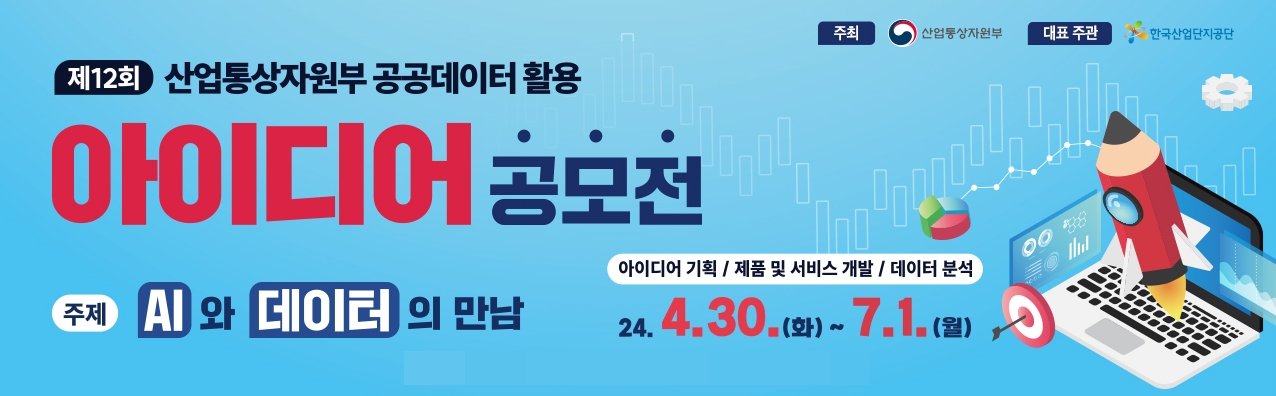 주최 산업통상자원부 대표 주관 한국산업단지공단
제12회 산업통상자원부 공공데이터 활용
아이디어 공모전
아이디어 기획 / 제품 및 서비스 개발 / 데이터 분석
주제 AI와 데이터의 만남
24. 4.30.(화) ~ 7.1.(월)